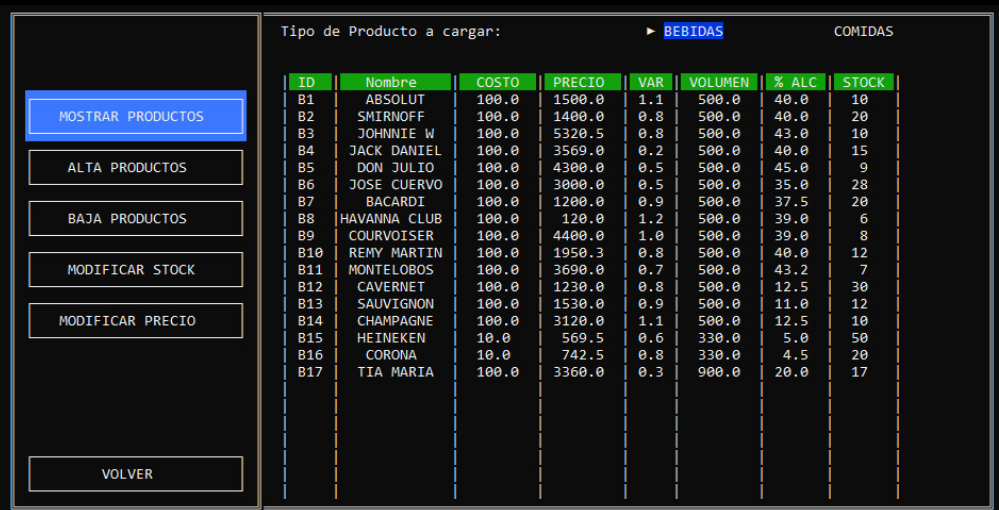 Tipo de Producto a cargar: ► BEBIDAS COMIDAS
MOSTRAR PRODUCTOS
ALTA PRODUCTOS
BAJA PRODUCTOS
MODIFICAR STOCK
MODIFICAR PRECIO
VOLVER
ID Nombre COSTO PRECIO VAR VOLUMEN % ALC STOCK
B1 ABSOLUT 100.0 1500.0 1.1 500.0 40.0 10
B2 SMIRNOFF 100.0 1400.0 0.8 500.0 40.0 20
B3 JOHNNIE W 100.0 5320.5 0.8 500.0 43.0 10
B4 JACK DANIEL 100.0 3569.0 0.2 500.0 40.0 15
B5 DON JULIO 100.0 4300.0 0.5 500.0 45.0 9
B6 JOSE CUERVO 100.0 3000.0 0.5 500.0 35.0 28
B7 BACARDI 100.0 1200.0 0.9 500.0 37.5 20
B8 HAVANNA CLUB 100.0 120.0 1.2 500.0 39.0 6
B9 COURVOISER 100.0 4400.0 1.0 500.0 39.0 8
B10 REMY MARTIN 100.0 1950.3 0.8 500.0 40.0 12
B11 MONTELOBOS 100.0 3690.0 0.7 500.0 43.2 7
B12 CAVERNET 100.0 1230.0 0.8 500.0 12.5 30
B13 SAUVIGNON 100.0 1530.0 0.9 500.0 11.0 12
B14 CHAMPAGNE 100.0 3120.0 1.1 500.0 12.5 10
B15 HEINEKEN 10.0 569.5 0.6 330.0 5.0 50
B16 CORONA 10.0 742.5 0.8 330.0 4.5 20
B17 TIA MARIA 100.0 3360.0 0.3 900.0 20.0 17